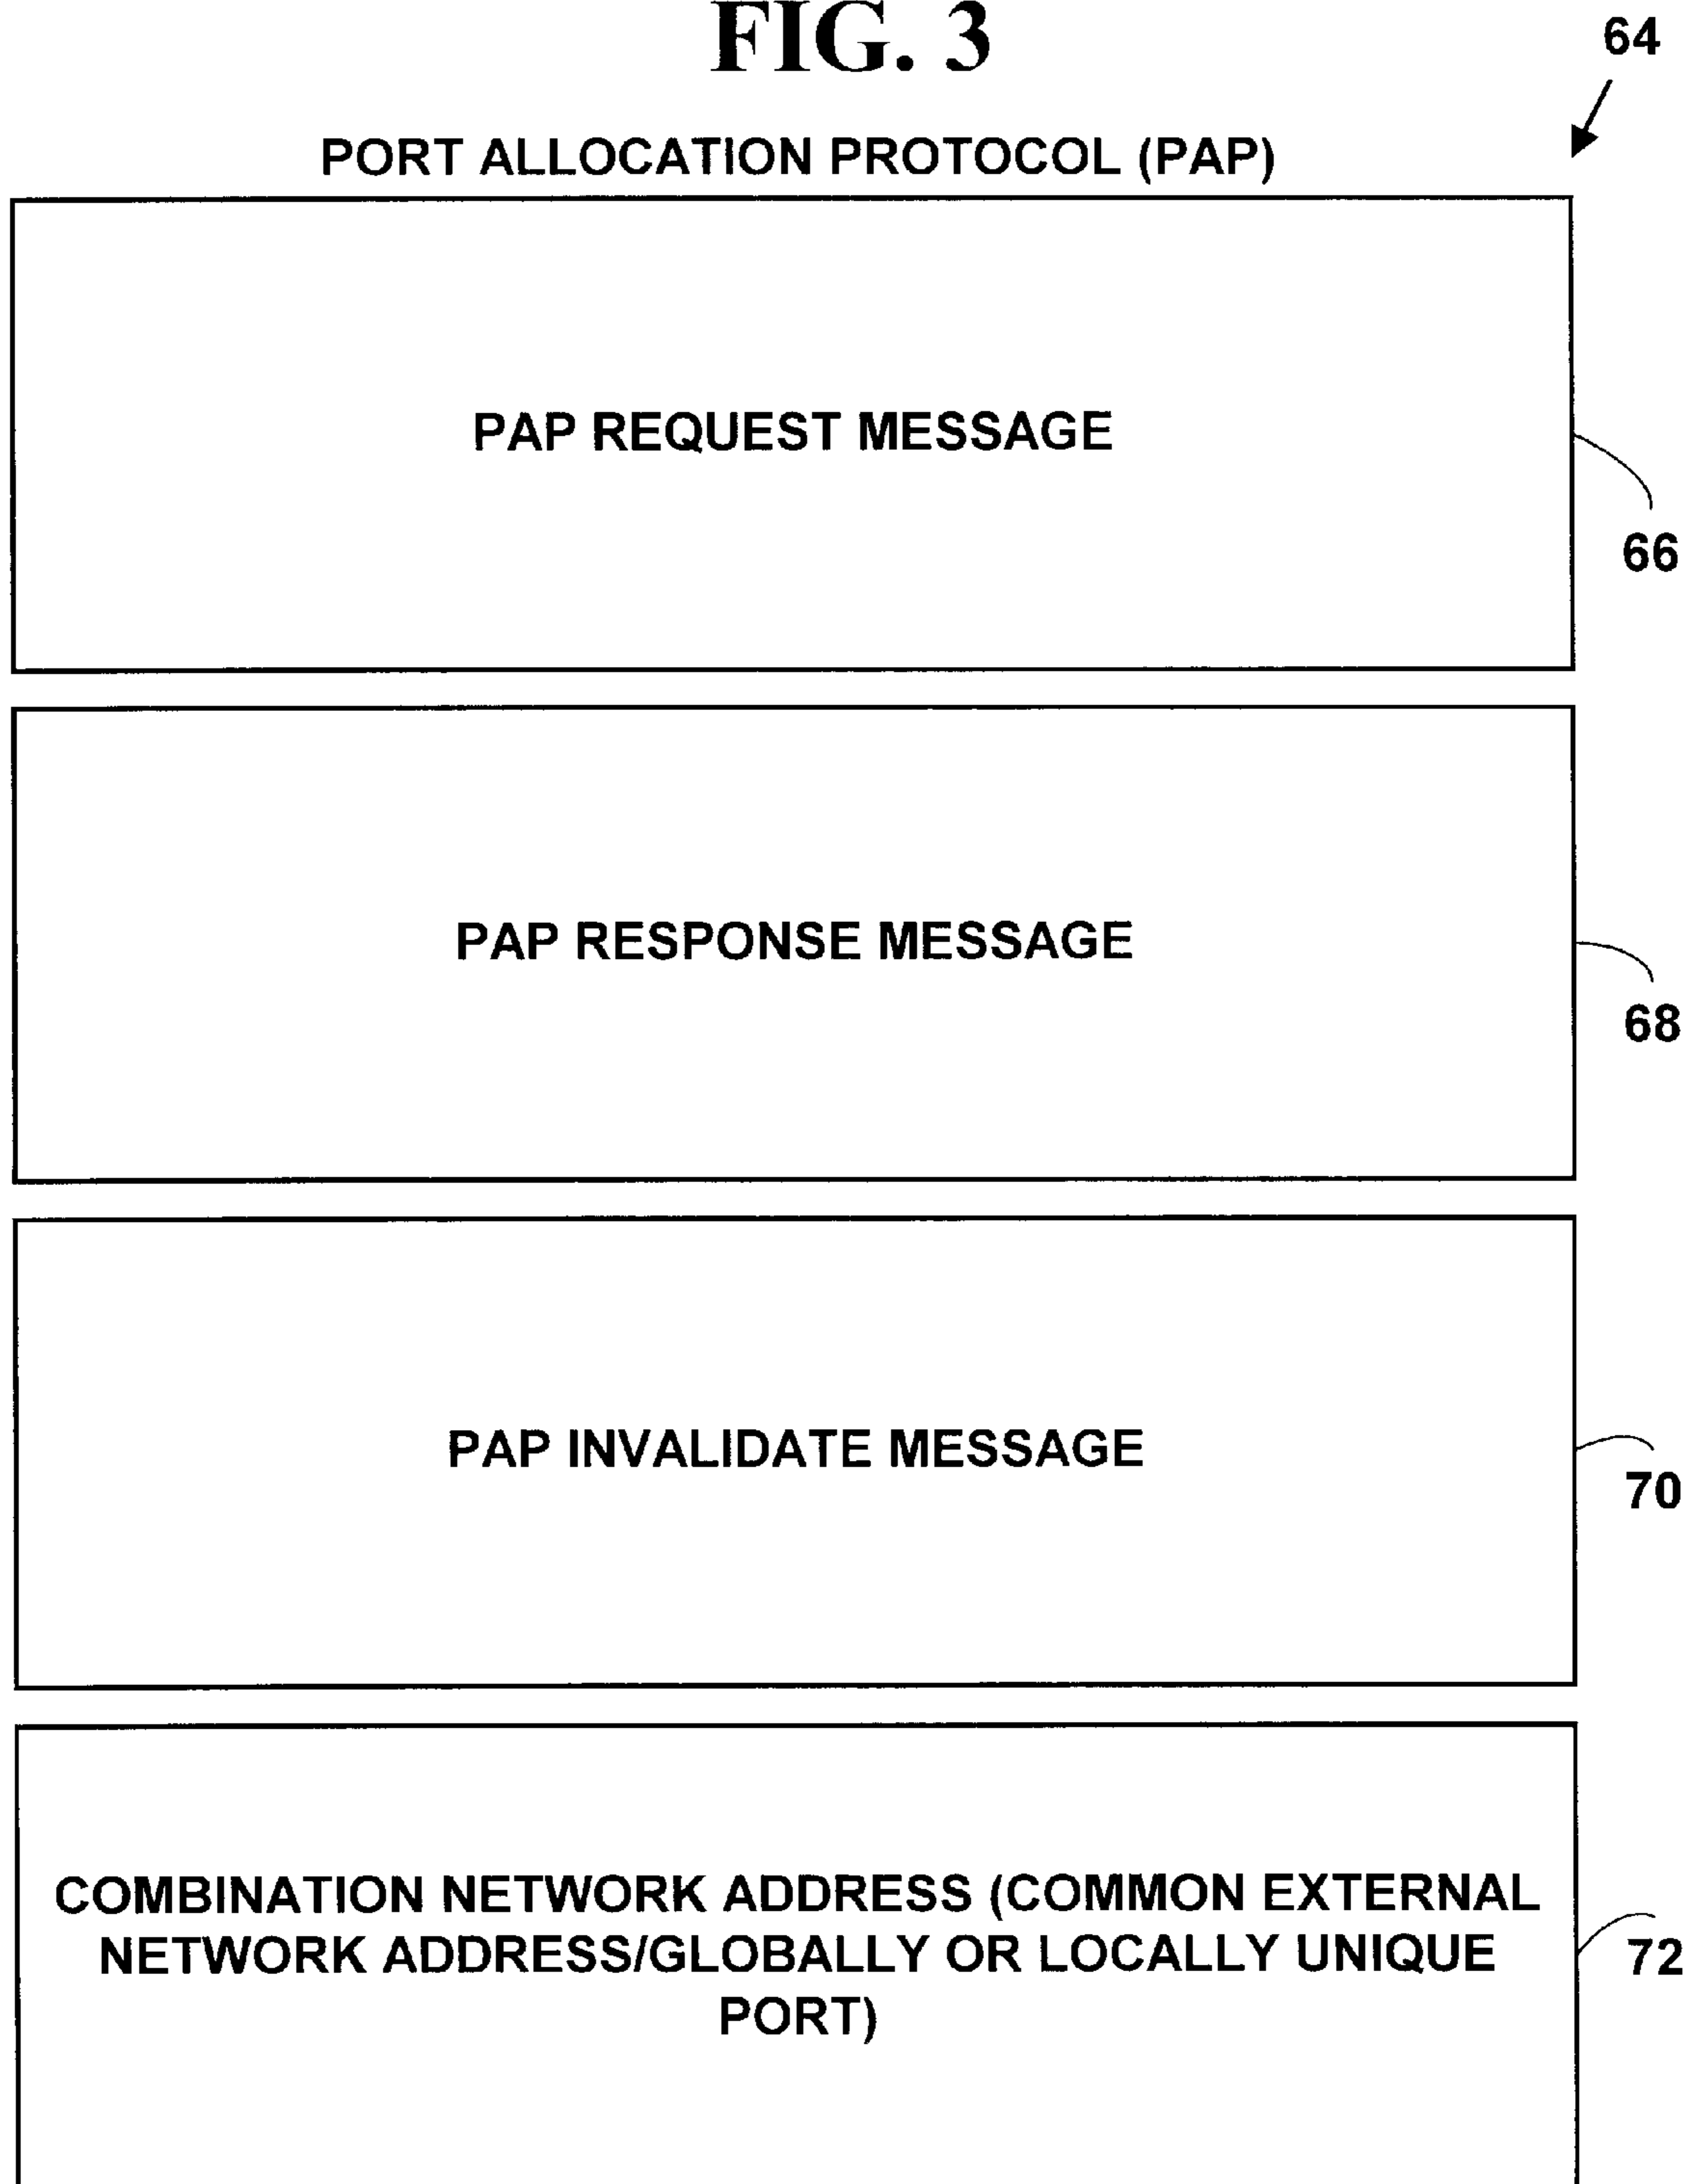 FIG. 3
64
PORT ALLOCATION PROTOCOL (PAP)
PAP REQUEST MESSAGE
66
PAP RESPONSE MESSAGE
68
PAP INVALIDATE MESSAGE
70
COMBINATION NETWORK ADDRESS (COMMON EXTERNAL
NETWORK ADDRESS/GLOBALLY OR LOCALLY UNIQUE
PORT)
72